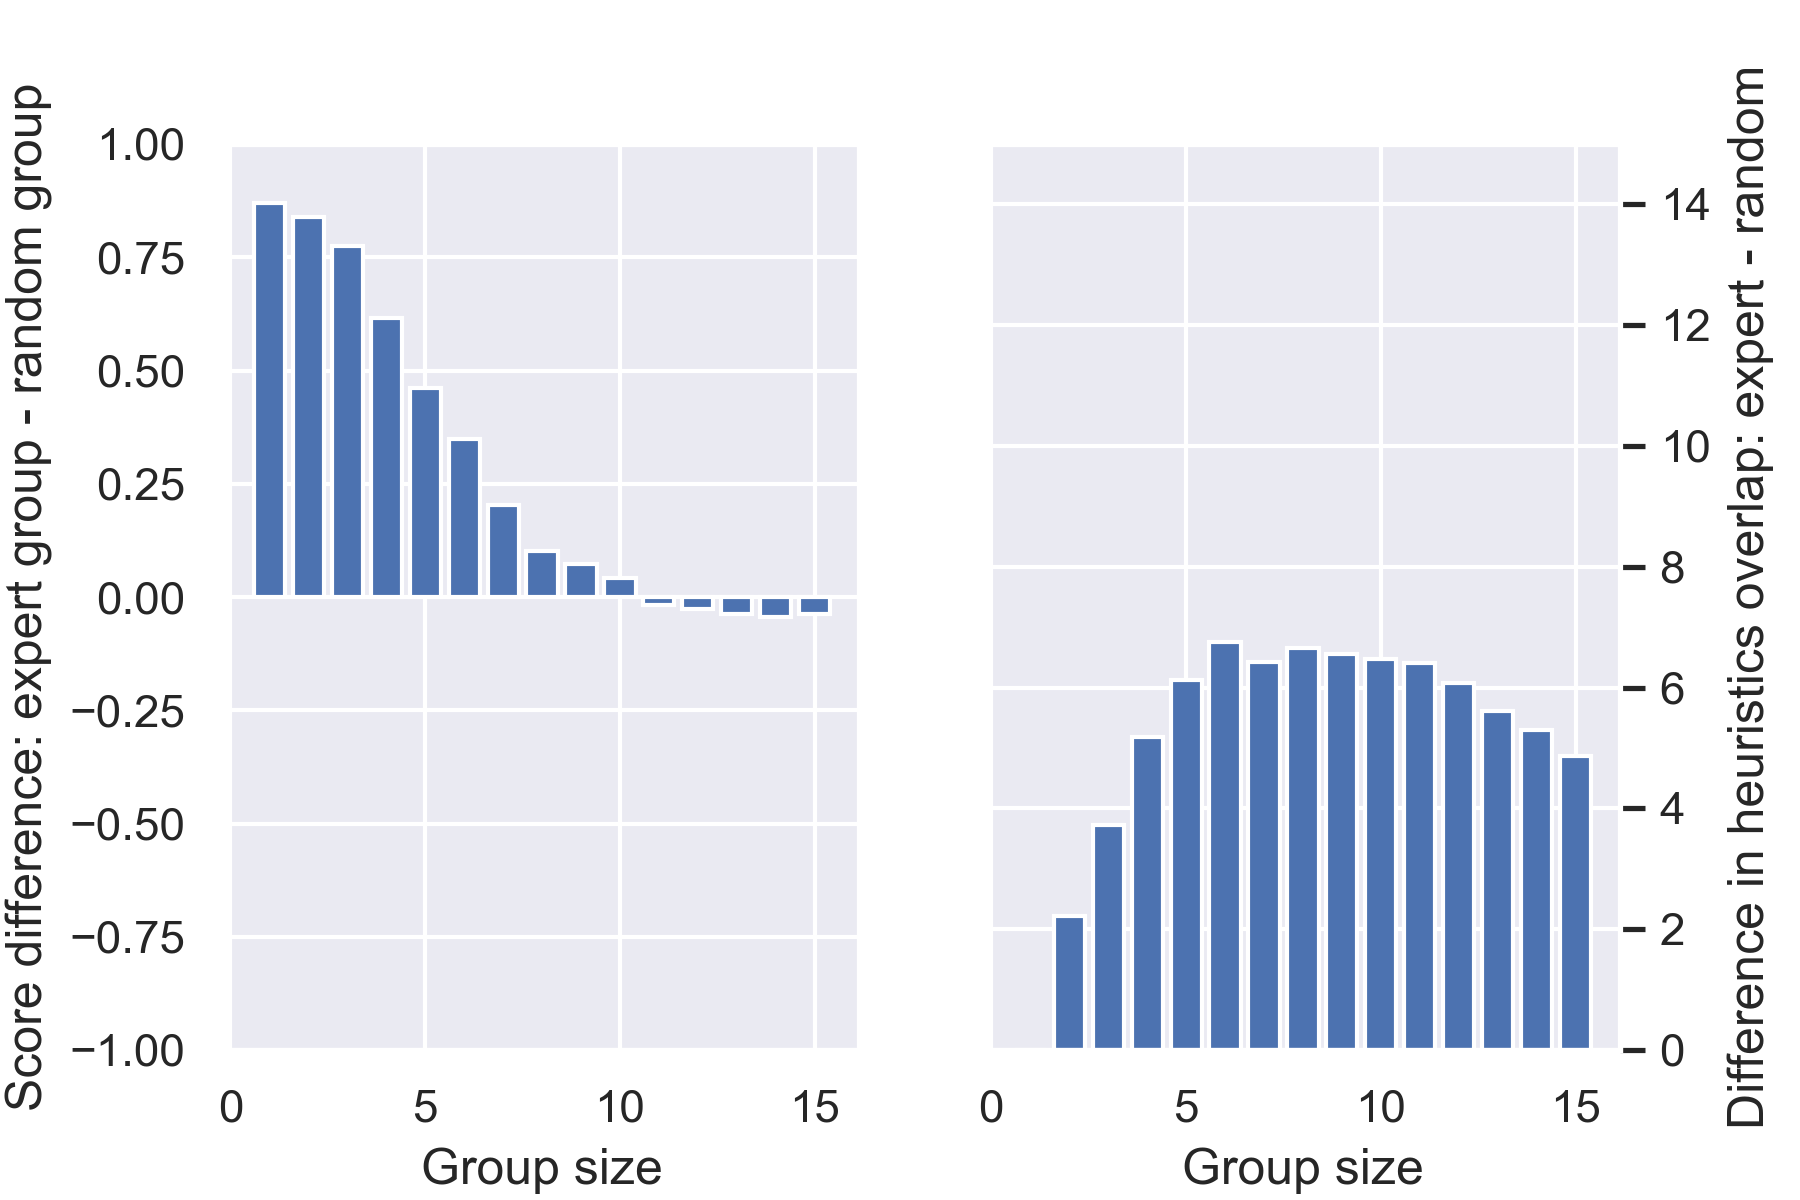 Score difference: expert group - random group
1.00
0.75
0.50
0.25
0.00
−0.25
−0.50
−0.75
−1.00
0 5 10 15
Group size
0 5 10 15
Group size
14
12
10
8
6
4
2
0
Difference in heuristics overlap: expert - random